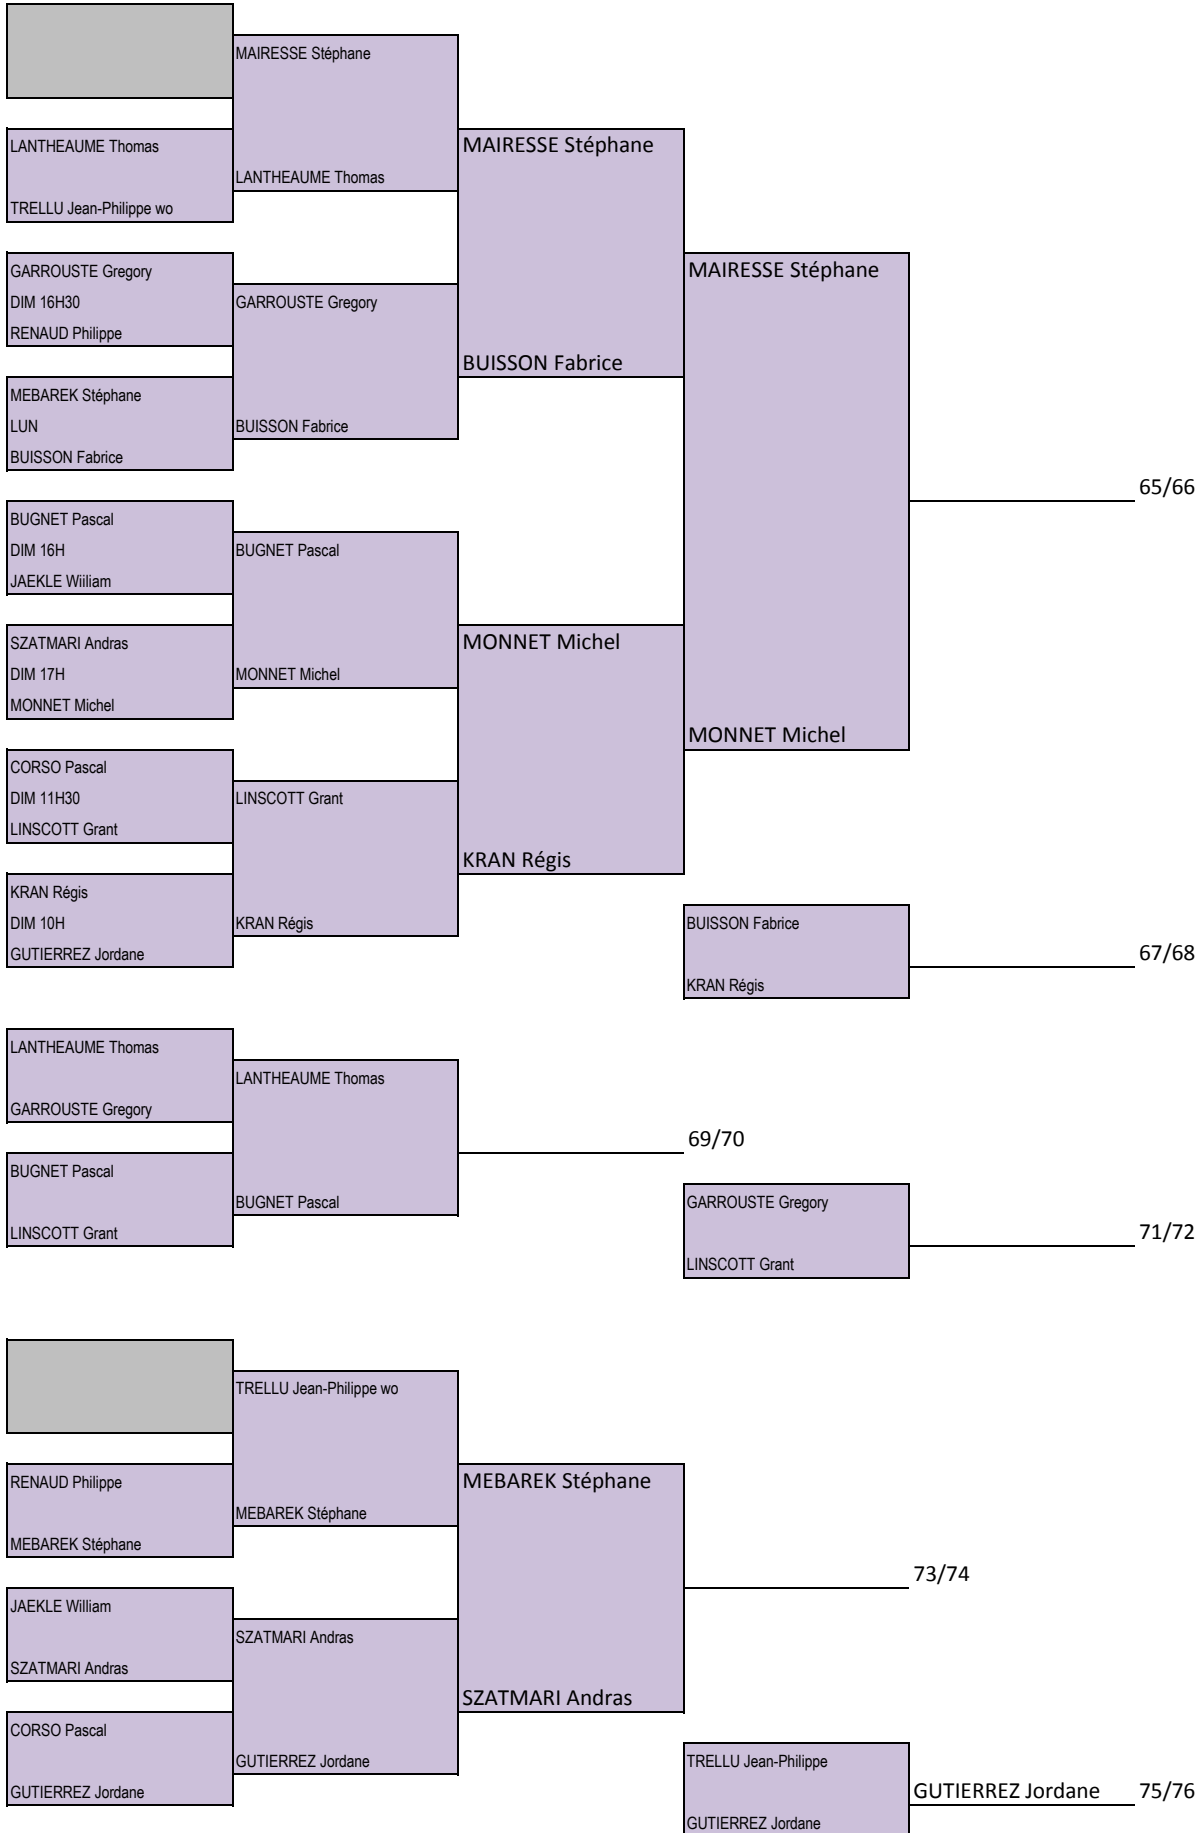 MAIRESSE Stéphane
LANTHEAUME Thomas
MAIRESSE Stéphane
LANTHEAUME Thomas
TRELLU Jean-Philippe wo
GARROUSTE Gregory
MAIRESSE Stéphane
DIM 16H30
GARROUSTE Gregory
RENAUD Philippe
BUISSON Fabrice
MEBAREK Stéphane
LUN
BUISSON Fabrice
BUISSON Fabrice
65/66
BUGNET Pascal
DIM 16H
BUGNET Pascal
JAEKLE Wiiliam
SZATMARI Andras
MONNET Michel
DIM 17H
MONNET Michel
MONNET Michel
MONNET Michel
CORSO Pascal
DIM 11H30
LINSCOTT Grant
LINSCOTT Grant
KRAN Régis
KRAN Régis
DIM 10H
KRAN Régis
BUISSON Fabrice
GUTIERREZ Jordane
67/68
KRAN Régis
LANTHEAUME Thomas
LANTHEAUME Thomas
GARROUSTE Gregory
69/70
BUGNET Pascal
BUGNET Pascal
GARROUSTE Gregory
LINSCOTT Grant
71/72
LINSCOTT Grant
TRELLU Jean-Philippe wo
RENAUD Philippe
MEBAREK Stéphane
MEBAREK Stéphane
MEBAREK Stéphane
73/74
JAEKLE William
SZATMARI Andras
SZATMARI Andras
SZATMARI Andras
CORSO Pascal
GUTIERREZ Jordane
TRELLU Jean-Philippe
GUTIERREZ Jordane
GUTIERREZ Jordane
75/76
GUTIERREZ Jordane